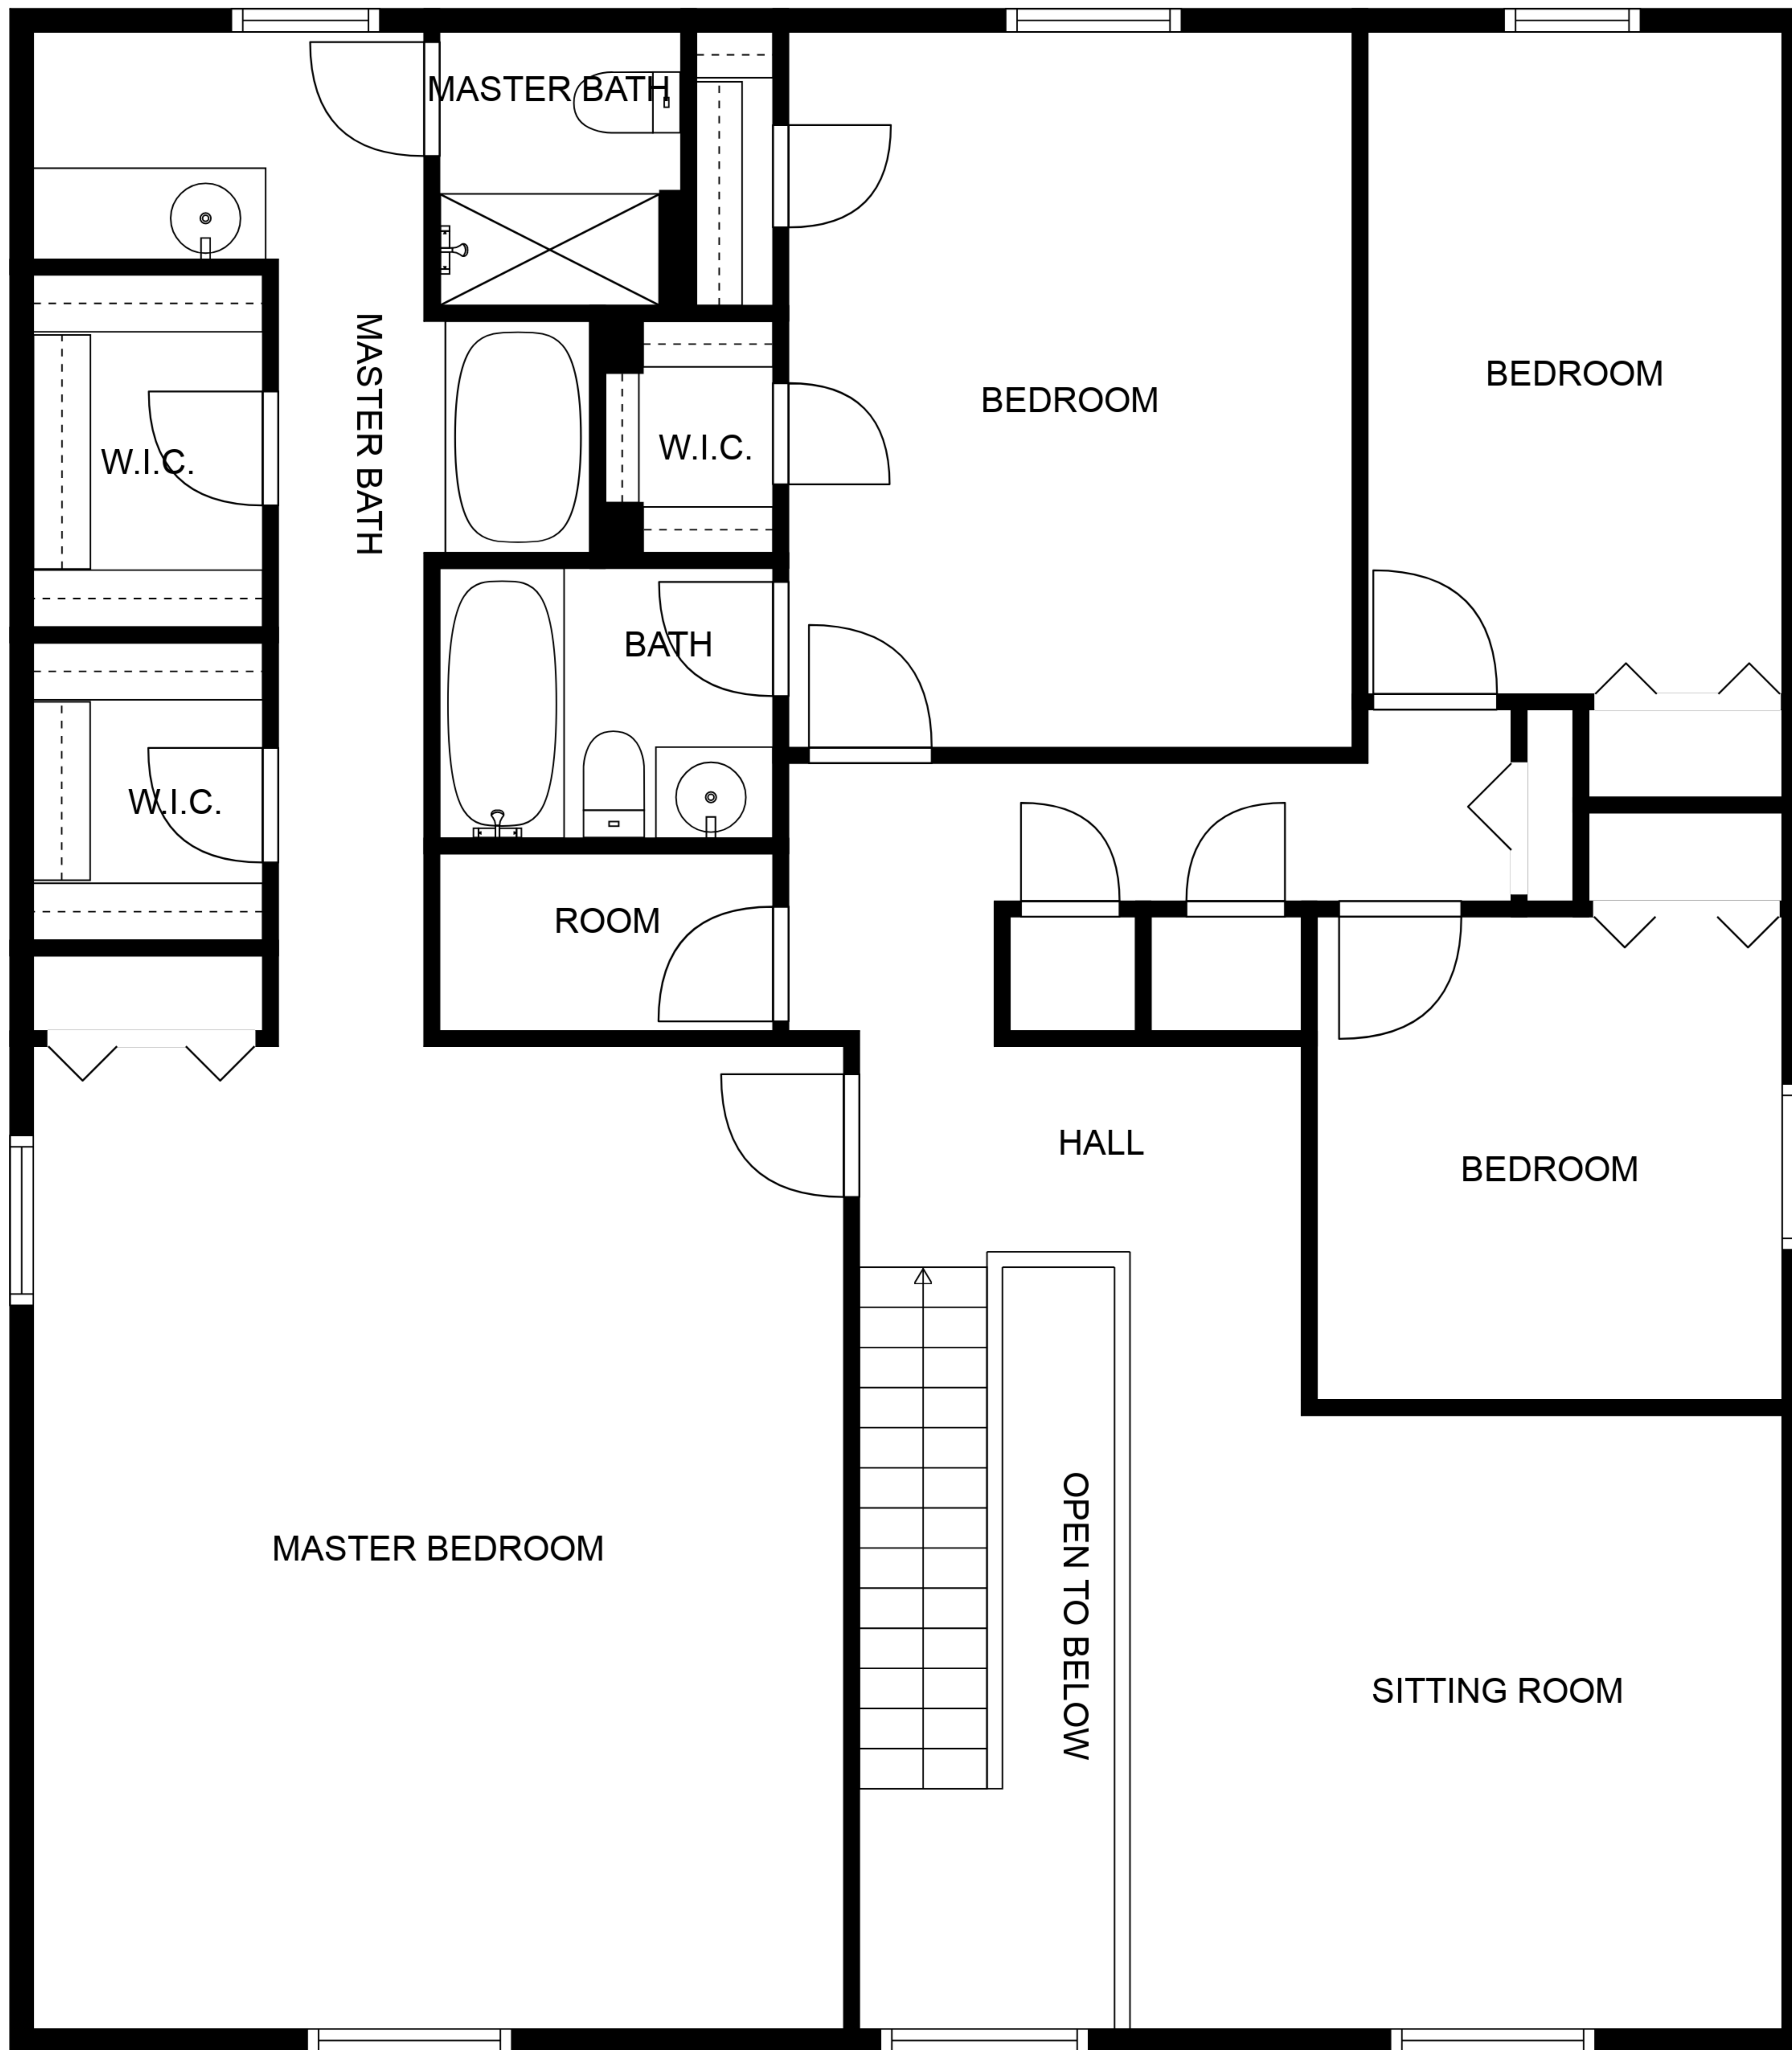 MASTER BATH
MASTER BATH
BEDROOM
BEDROOM
W.I.C.
W.I.C.
BATH
W.I.C.
ROOM
HALL
BEDROOM
MASTER BEDROOM
OPEN TO BELOW
SITTING ROOM